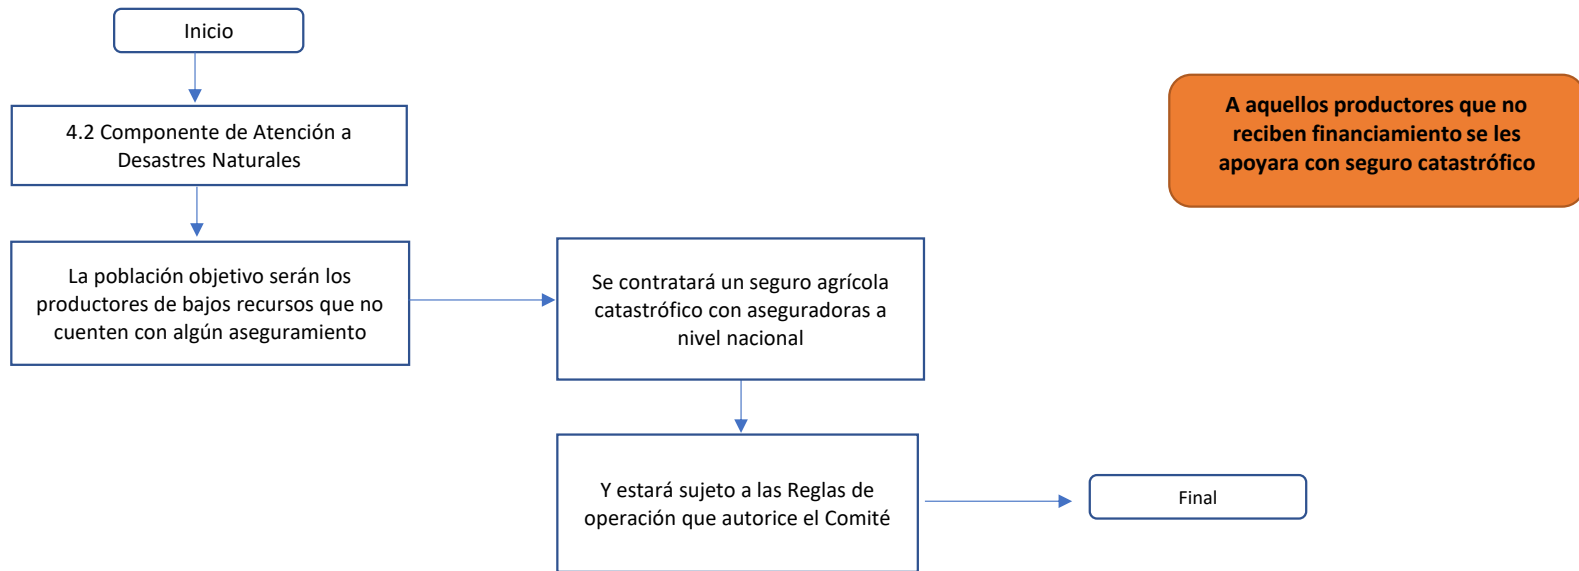 Inicio
4.2 Componente de Atención a
Desastres Naturales
A aquellos productores que no
reciben financiamiento se les
apoyara con seguro catastrófico
La población objetivo serán los
productores de bajos recursos que no
cuenten con algún aseguramiento
Se contratará un seguro agrícola
catastrófico con aseguradoras a
nivel nacional
Y estará sujeto a las Reglas de
operación que autorice el Comité
Final